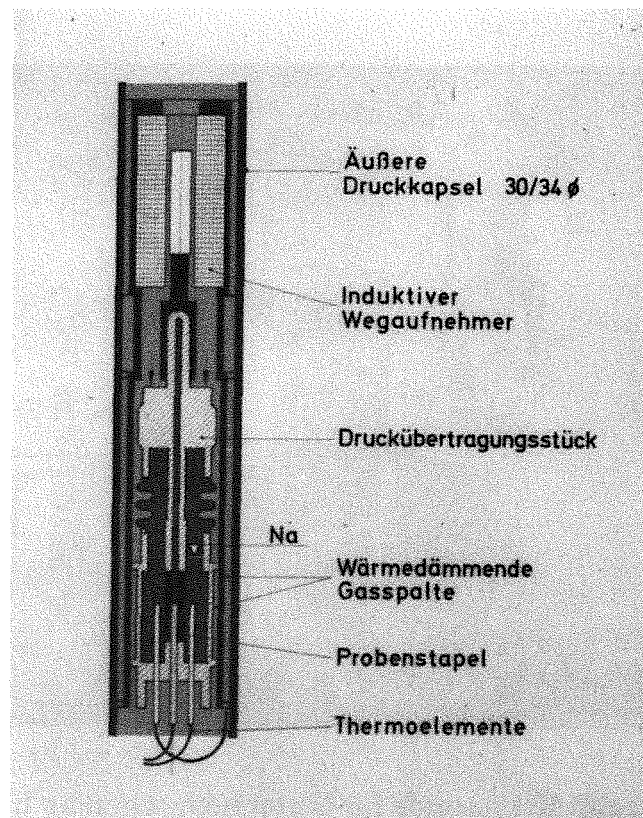 Äußere
Druckkapsel 30/34 ø
Induktiver
Wegaufnehmer
Druckübertragungsstück
Na
Wärmedämmende
Gasspalte
Probenstapel
Thermoelemente